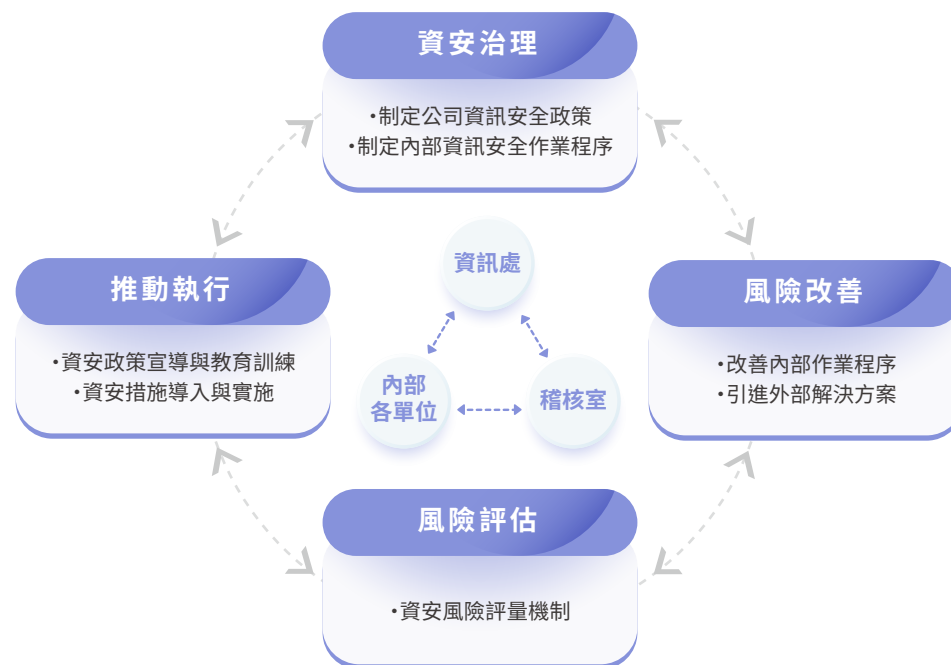 資安治理
•制定公司資訊安全政策
•制定內部資訊安全作業程序
推動執行
•資安政策宣導與教育訓練
•資安措施導入與實施
資訊處
內部
各單位
稽核室
風險改善
•改善內部作業程序
•引進外部解決方案
風險評估
•資安風險評量機制